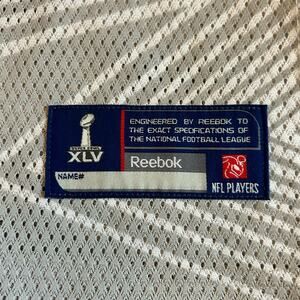 SUPER BOWL
XLV
ENGINEERED BY REEBOK TO
THE EXACT SPECIFICATIONS OF
THE NATIONAL FOOTBALL LEAGUE
Reebok
NAME#
NFL PLAYERS